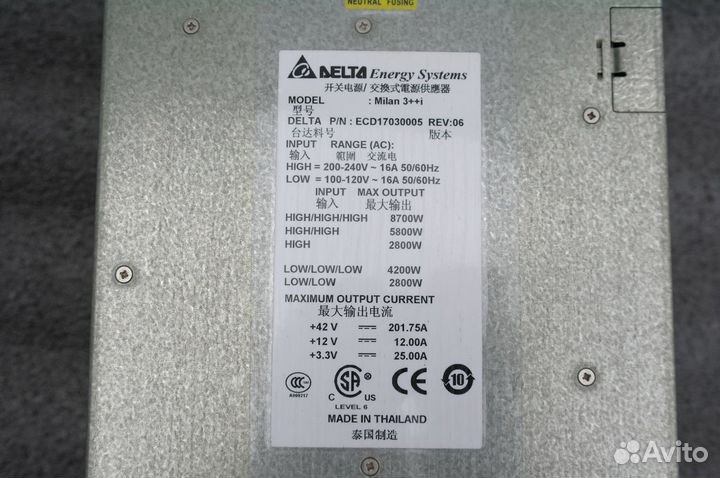 NEUTRAL FUSING
DELTA Energy Systems
开关电源/ 交換式電源供應器
MODEL : Milan 3++i
型号
DELTA P/N : ECD17030005 REV:06
台达料号 版本
INPUT RANGE (AC):
输入 範圍 交流电
HIGH = 200-240V ~ 16A 50/60Hz
LOW = 100-120V ~ 16A 50/60Hz
INPUT MAX OUTPUT
输入 最大输出
HIGH/HIGH/HIGH 8700W
HIGH/HIGH 5800W
HIGH 2800W
LOW/LOW/LOW 4200W
LOW/LOW 2800W
MAXIMUM OUTPUT CURRENT
最大输出电流
+42 V 201.75A
+12 V 12.00A
+3.3V 25.00A
CCC
A009217
C SA US
LEVEL 6
CE
10
MADE IN THAILAND
泰国制造
Avito